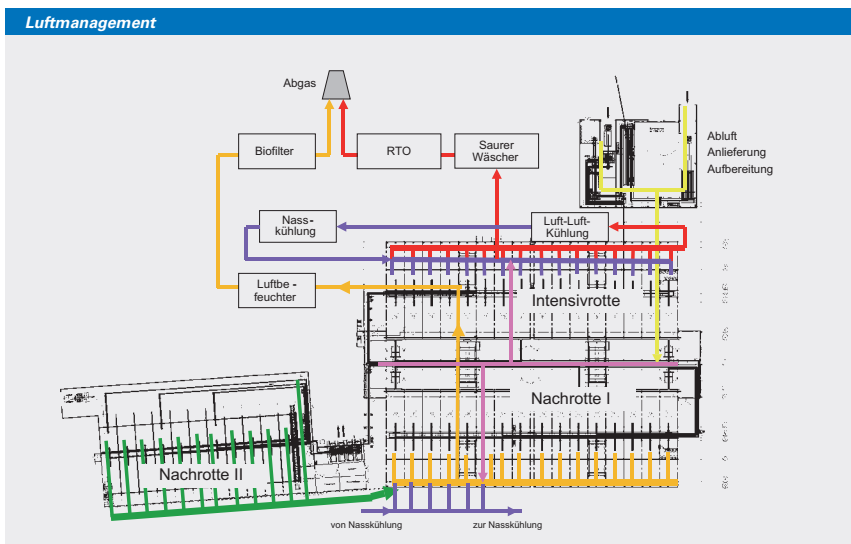 Luftmanagement
Abgas
Biofilter
RTO
Saurer
Wäscher
Abluft
Anlieferung
Aufbereitung
Nass-
kühlung
Luft-Luft-
Kühlung
Luftbe -
feuchter
Intensivrotte
Nachrotte I
Nachrotte II
von Nasskühlung
zur Nasskühlung